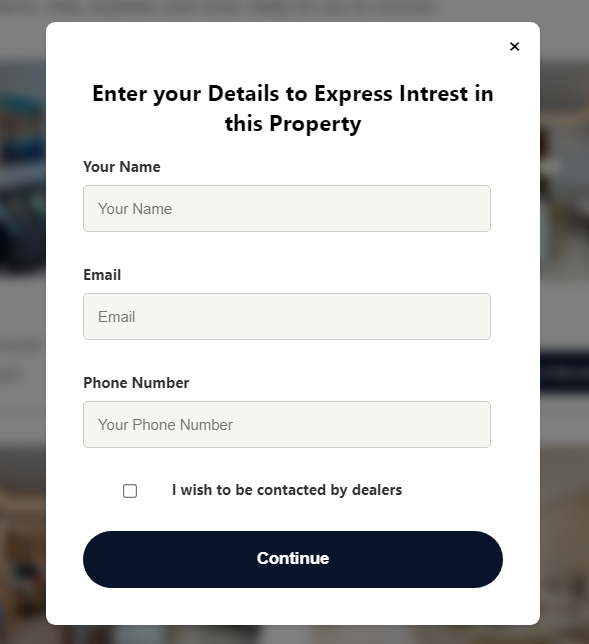 ×
Enter your Details to Express Intrest in
this Property
Your Name
Your Name
Email
Email
Phone Number
Your Phone Number
I wish to be contacted by dealers
Continue